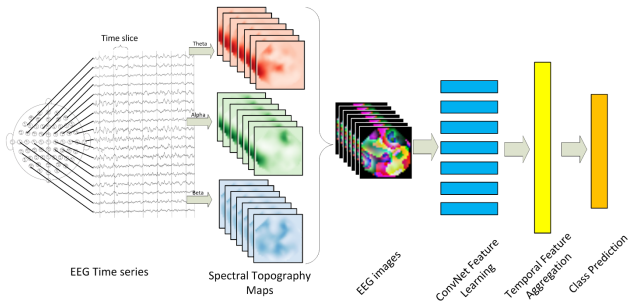 Time slice
Theta
Alpha
Beta
EEG Time series
Spectral Topography
Maps
EEG images
ConvNet Feature
Learning
Temporal Feature
Aggregation
Class Prediction